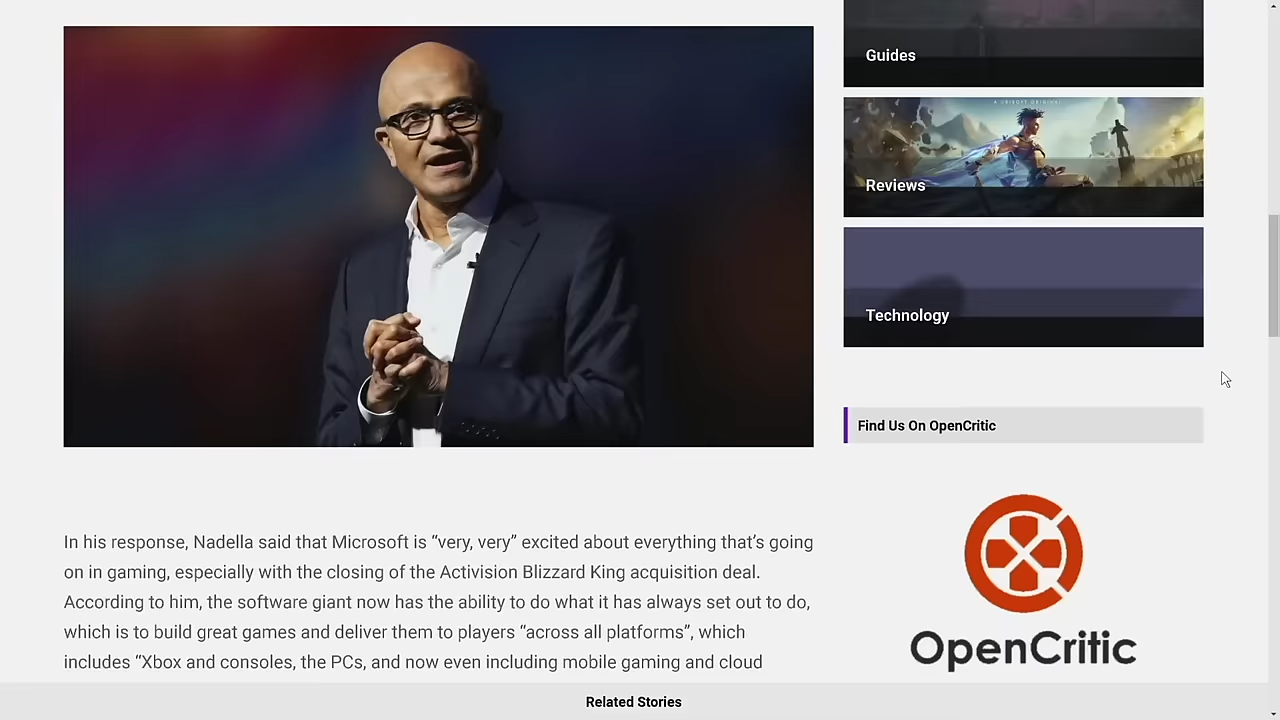 Guides
A UBISOFT ORIGINAL
Reviews
Technology
Find Us On OpenCritic
OpenCritic
In his response, Nadella said that Microsoft is “very, very” excited about everything that’s going
on in gaming, especially with the closing of the Activision Blizzard King acquisition deal.
According to him, the software giant now has the ability to do what it has always set out to do,
which is to build great games and deliver them to players “across all platforms”, which
includes “Xbox and consoles, the PCs, and now even including mobile gaming and cloud
Related Stories